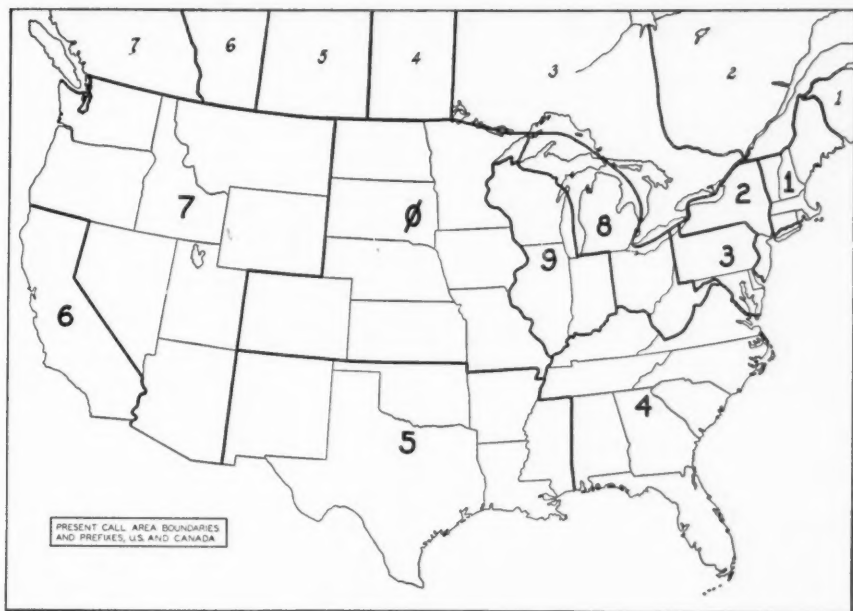 7 6 5 4 3 2 1
7 Ø 8 2 1
6 9 3
5 4
PRESENT CALL AREA BOUNDARIES
AND PREFIXES, U.S. AND CANADA